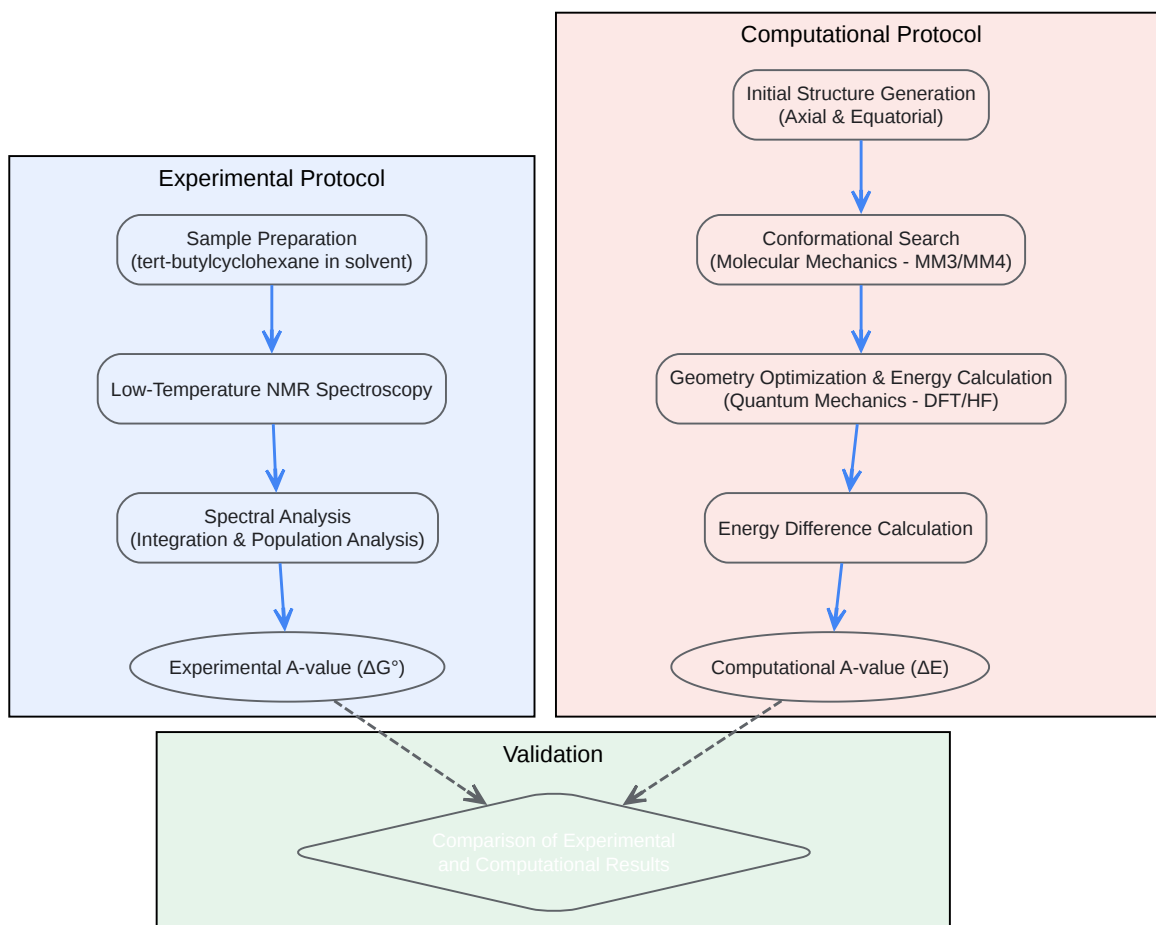 Experimental Protocol
Sample Preparation
(tert-butylcyclohexane in solvent)
Low-Temperature NMR Spectroscopy
Spectral Analysis
(Integration & Population Analysis)
Experimental A-value (ΔG°)
Computational Protocol
Initial Structure Generation
(Axial & Equatorial)
Conformational Search
(Molecular Mechanics - MM3/MM4)
Geometry Optimization & Energy Calculation
(Quantum Mechanics - DFT/HF)
Energy Difference Calculation
Computational A-value (ΔE)
Validation
Comparison of Experimental
and Computational Results